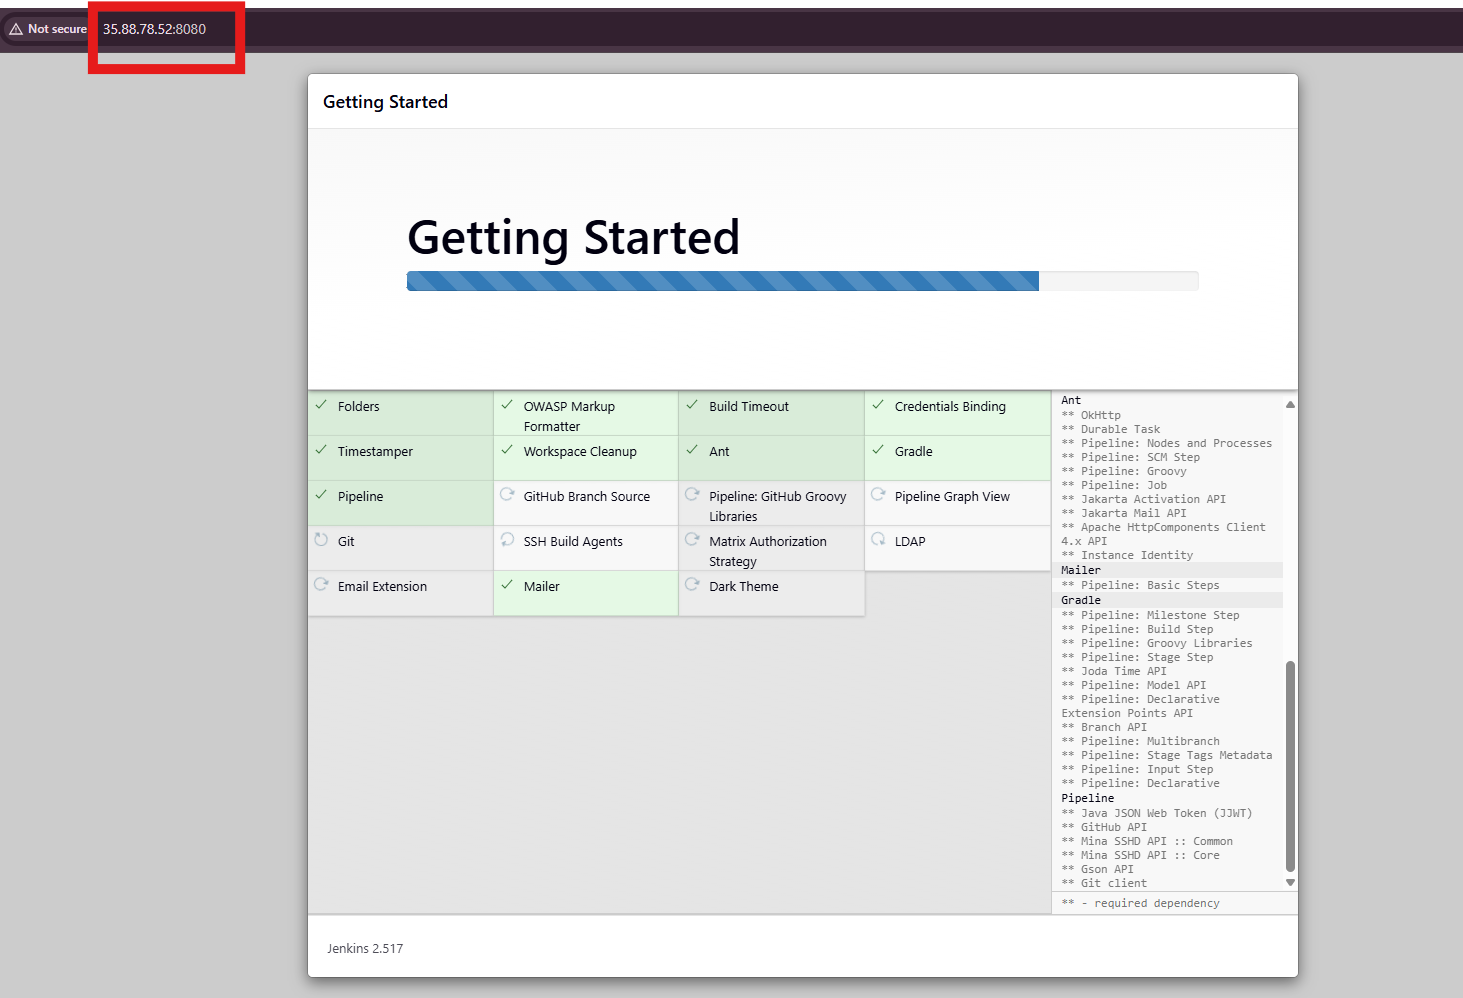 Not secure 35.88.78.52:8080
Getting Started
Getting Started
Folders
OWASP Markup
Formatter
Build Timeout
Credentials Binding
Timestamper
Workspace Cleanup
Ant
Gradle
Pipeline
GitHub Branch Source
Pipeline: GitHub Groovy
Libraries
Pipeline Graph View
Git
SSH Build Agents
Matrix Authorization
Strategy
LDAP
Email Extension
Mailer
Dark Theme
Ant
** OkHttp
** Durable Task
** Pipeline: Nodes and Processes
** Pipeline: SCM Step
** Pipeline: Groovy
** Pipeline: Job
** Jakarta Activation API
** Jakarta Mail API
** Apache HttpComponents Client
4.x API
** Instance Identity
Mailer
** Pipeline: Basic Steps
Gradle
** Pipeline: Milestone Step
** Pipeline: Build Step
** Pipeline: Groovy Libraries
** Pipeline: Stage Step
** Joda Time API
** Pipeline: Model API
** Pipeline: Declarative
Extension Points API
** Branch API
** Pipeline: Multibranch
** Pipeline: Stage Tags Metadata
** Pipeline: Input Step
** Pipeline: Declarative
Pipeline
** Java JSON Web Token (JJWT)
** GitHub API
** Mina SSHD API :: Common
** Mina SSHD API :: Core
** Gson API
** Git client
** - required dependency
Jenkins 2.517